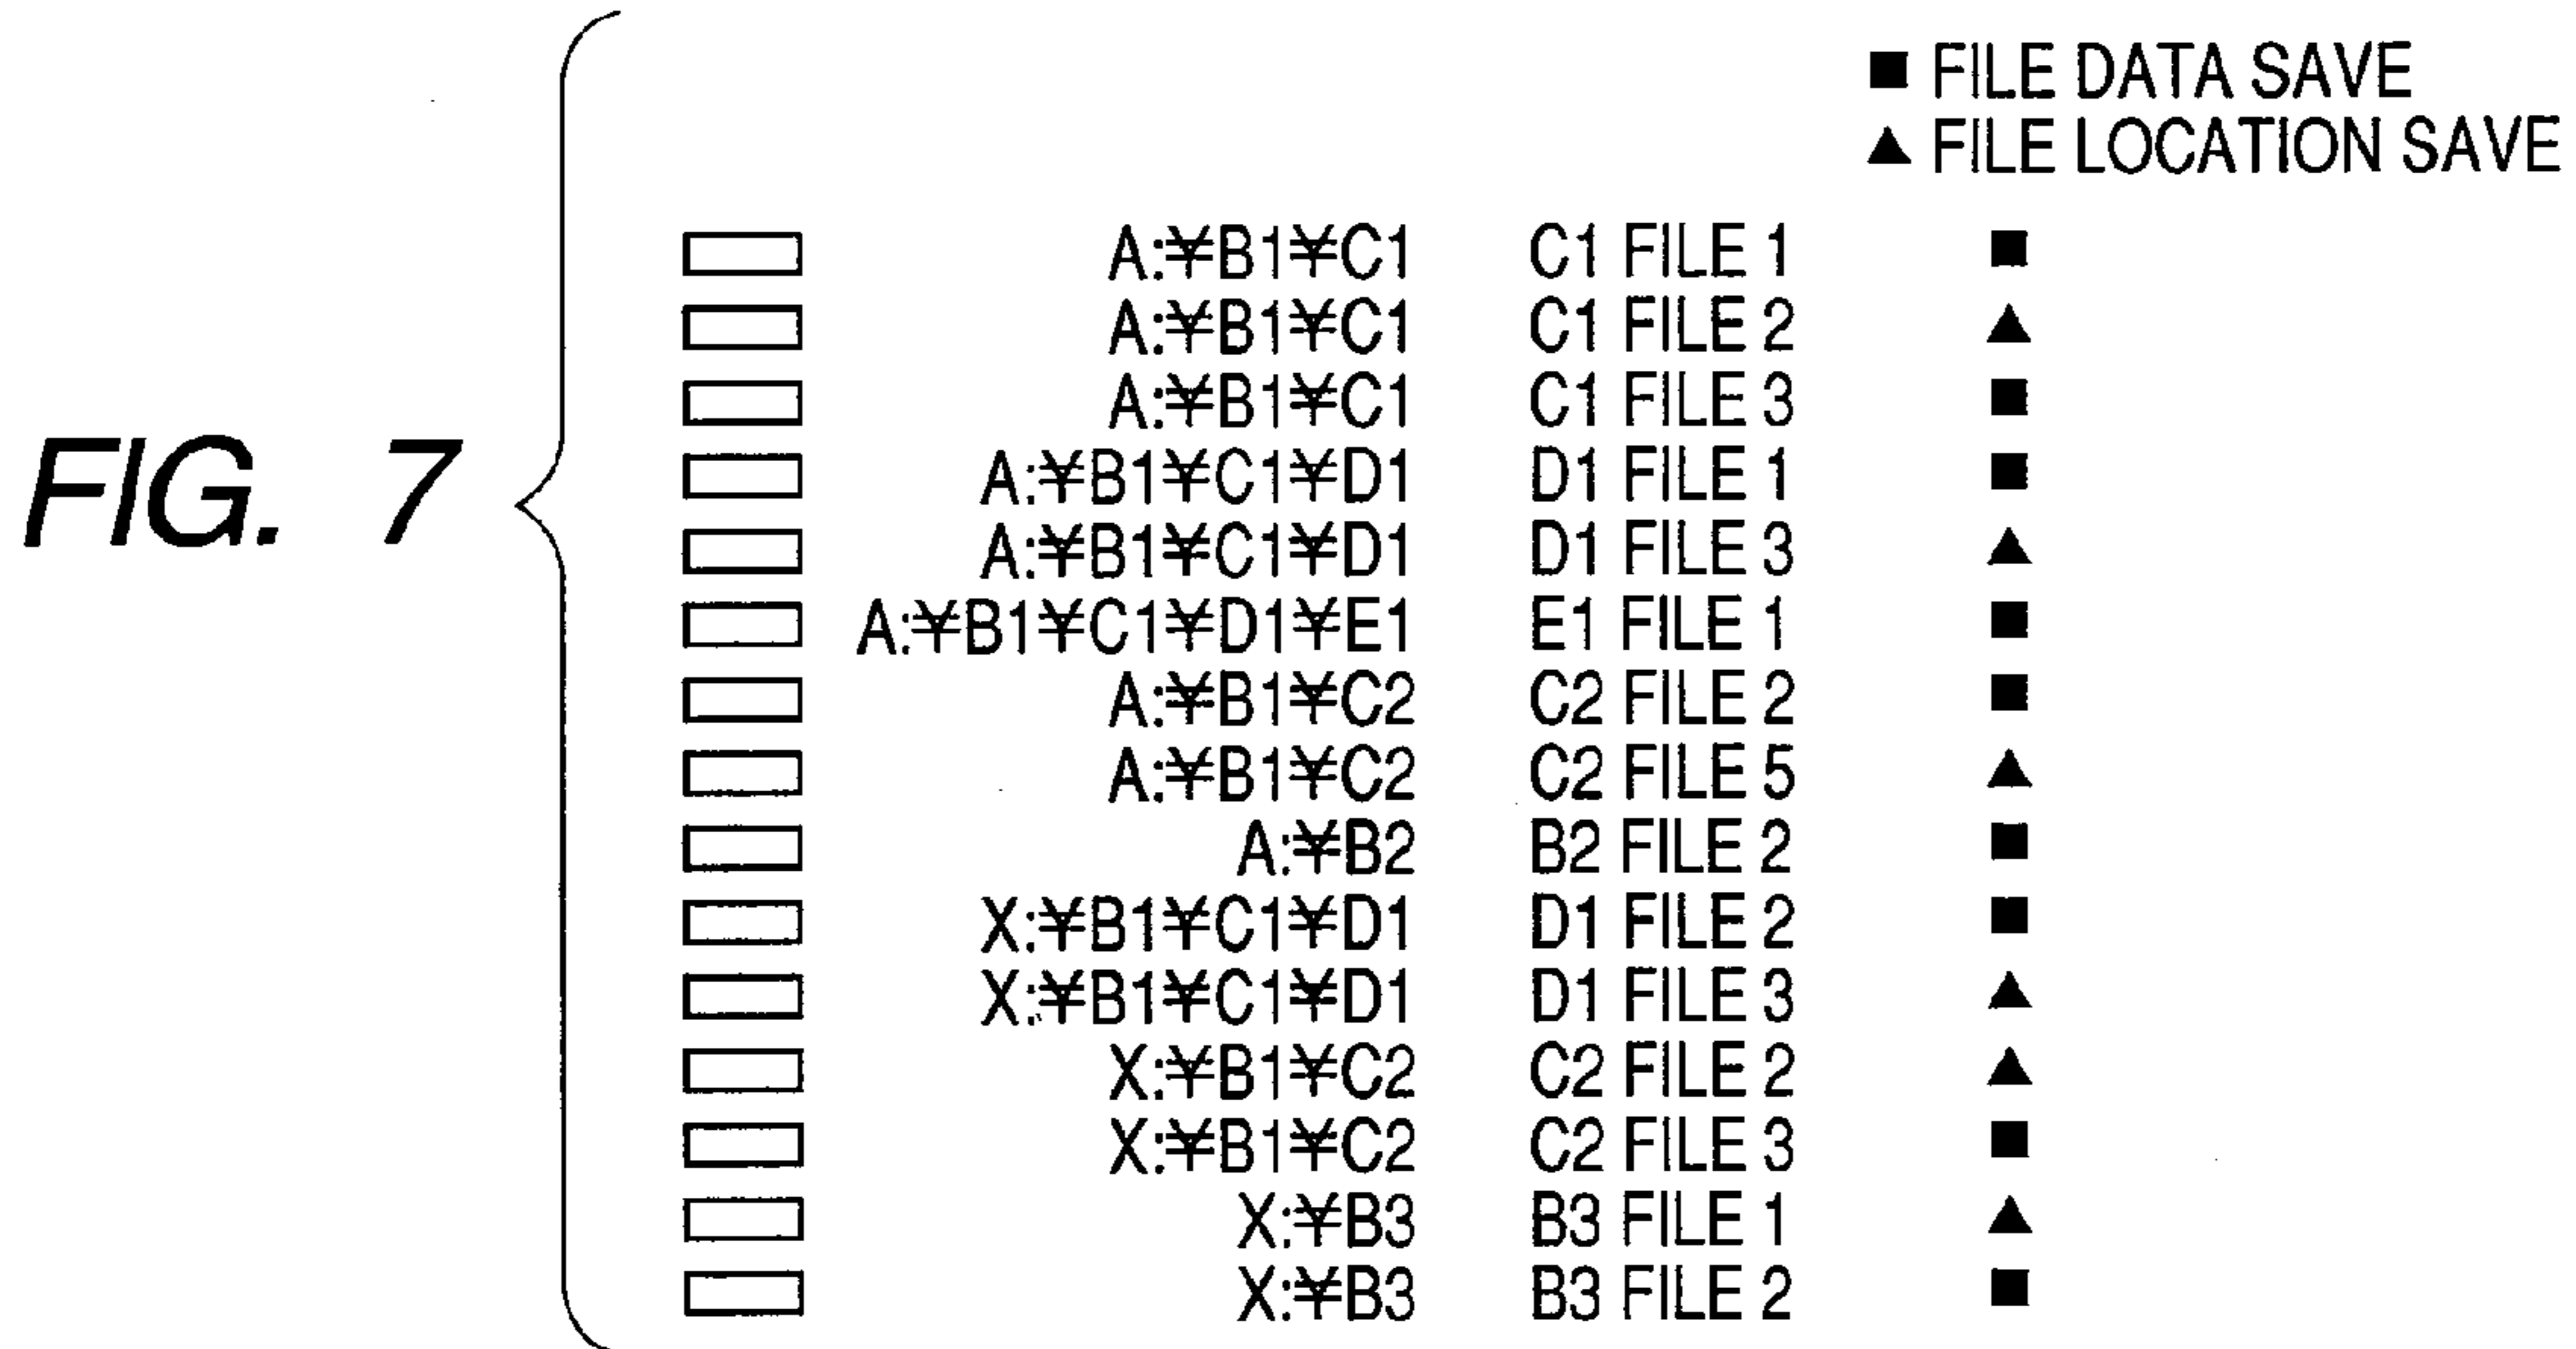 ■ FILE DATA SAVE
▲ FILE LOCATION SAVE
FIG. 7
A:¥B1¥C1 C1 FILE 1 ■
A:¥B1¥C1 C1 FILE 2 ▲
A:¥B1¥C1 C1 FILE 3 ■
A:¥B1¥C1¥D1 D1 FILE 1 ■
A:¥B1¥C1¥D1 D1 FILE 3 ▲
A:¥B1¥C1¥D1¥E1 E1 FILE 1 ■
A:¥B1¥C2 C2 FILE 2 ■
A:¥B1¥C2 C2 FILE 5 ▲
A:¥B2 B2 FILE 2 ■
X:¥B1¥C1¥D1 D1 FILE 2 ■
X:¥B1¥C1¥D1 D1 FILE 3 ▲
X:¥B1¥C2 C2 FILE 2 ▲
X:¥B1¥C2 C2 FILE 3 ■
X:¥B3 B3 FILE 1 ▲
X:¥B3 B3 FILE 2 ■